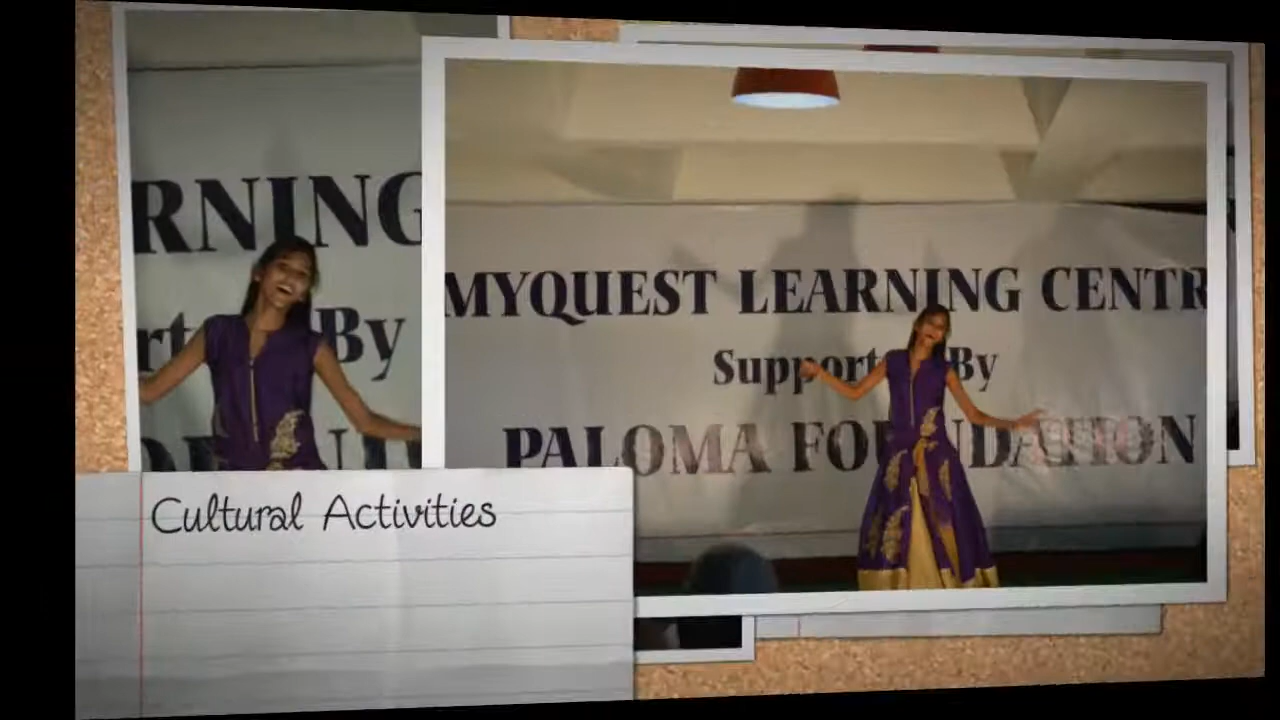 RNING
By
MYQUEST LEARNING CENTR
Support By
PALOMA FOUNDATION
Cultural Activities